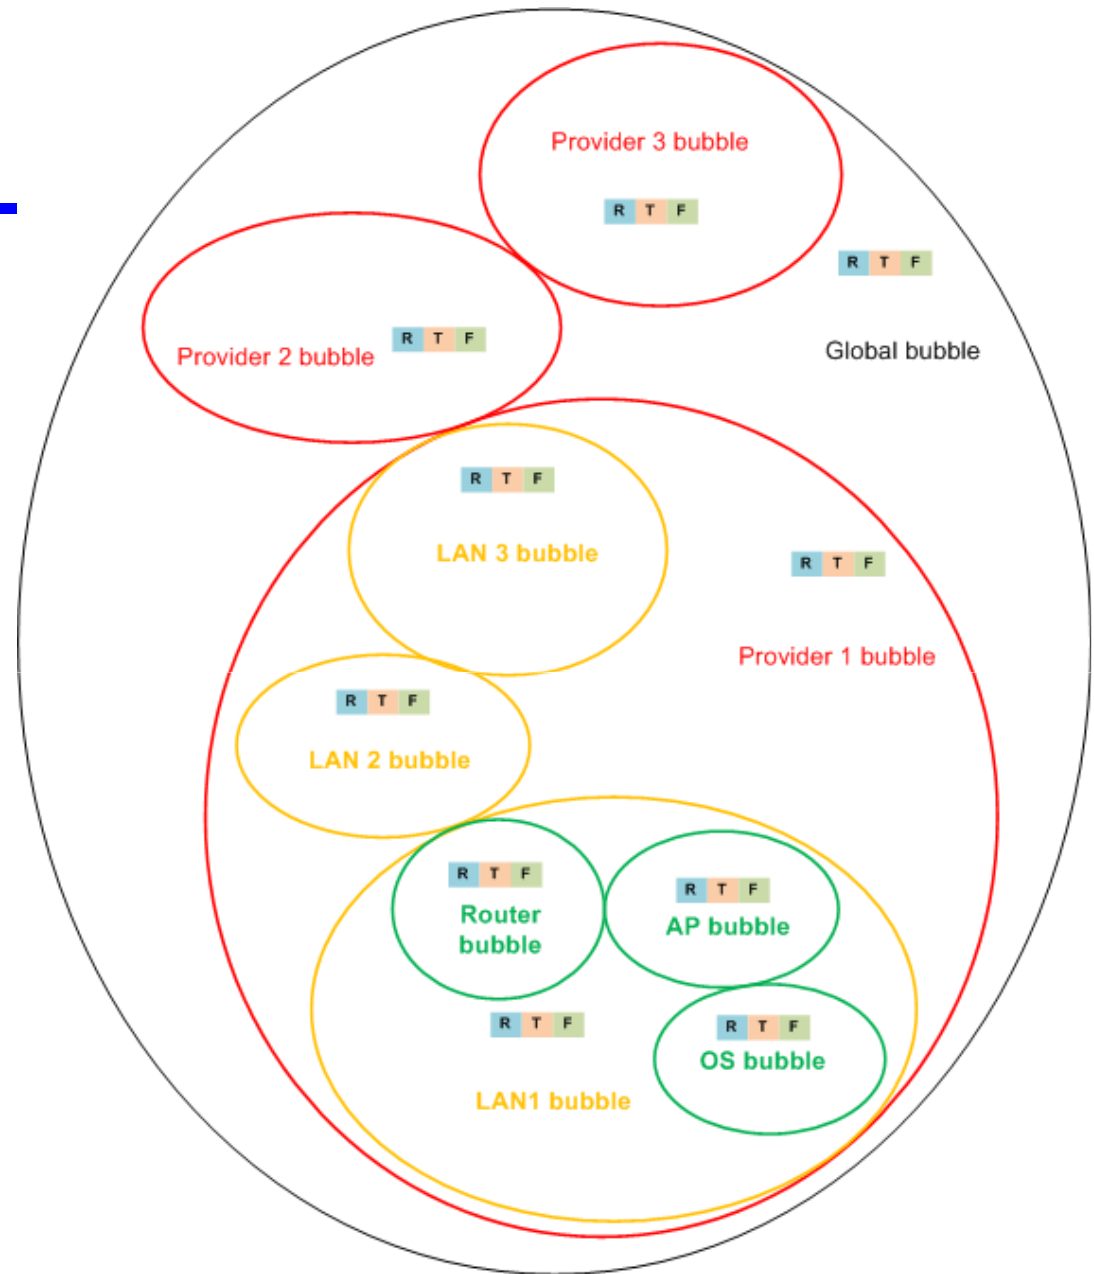 Provider 3 bubble
R T F
R T F
Provider 2 bubble
R T F
Global bubble
R T F
LAN 3 bubble
R T F
Provider 1 bubble
R T F
LAN 2 bubble
R T F
Router
bubble
R T F
AP bubble
R T F
R T F
OS bubble
LAN1 bubble